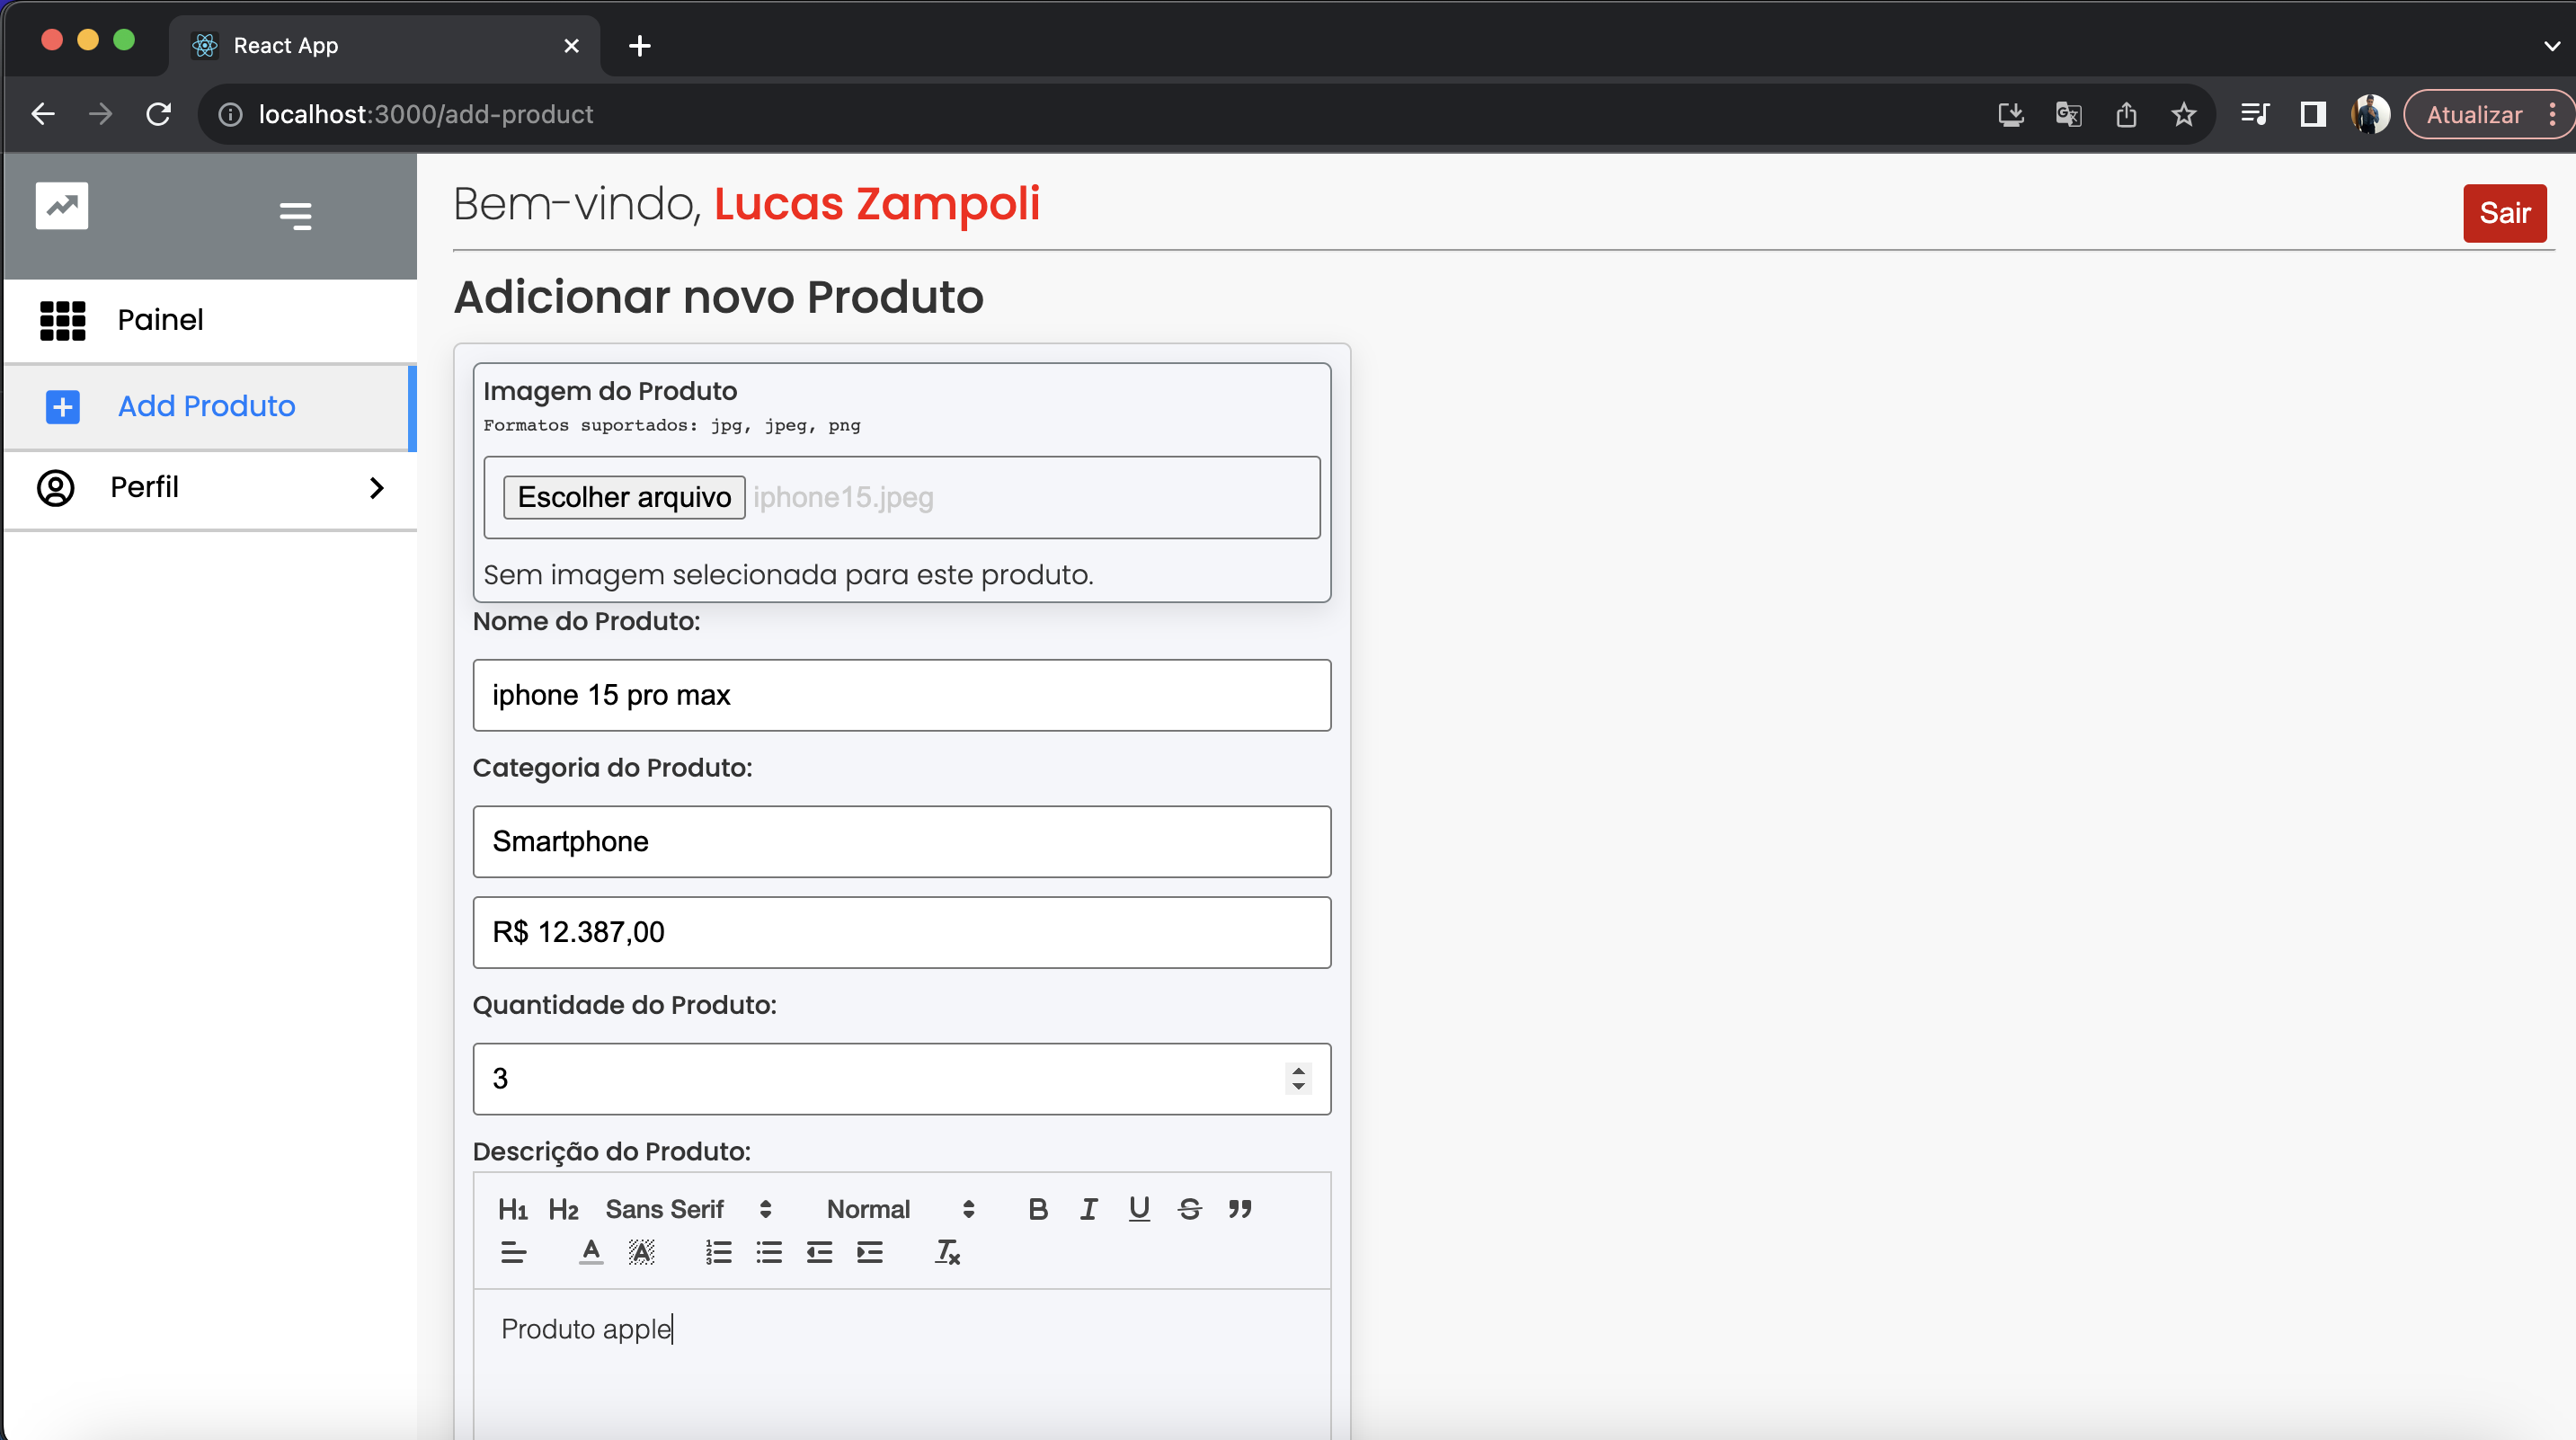 React App
localhost:3000/add-product
Atualizar
Bem-vindo, Lucas Zampoli
Sair
Painel
Add Produto
Perfil
Adicionar novo Produto
Imagem do Produto
Formatos suportados: jpg, jpeg, png
Escolher arquivo iphone15.jpeg
Sem imagem selecionada para este produto.
Nome do Produto:
iphone 15 pro max
Categoria do Produto:
Smartphone
R$ 12.387,00
Quantidade do Produto:
3
Descrição do Produto:
H1 H2 Sans Serif Normal B I U S ”
Produto apple